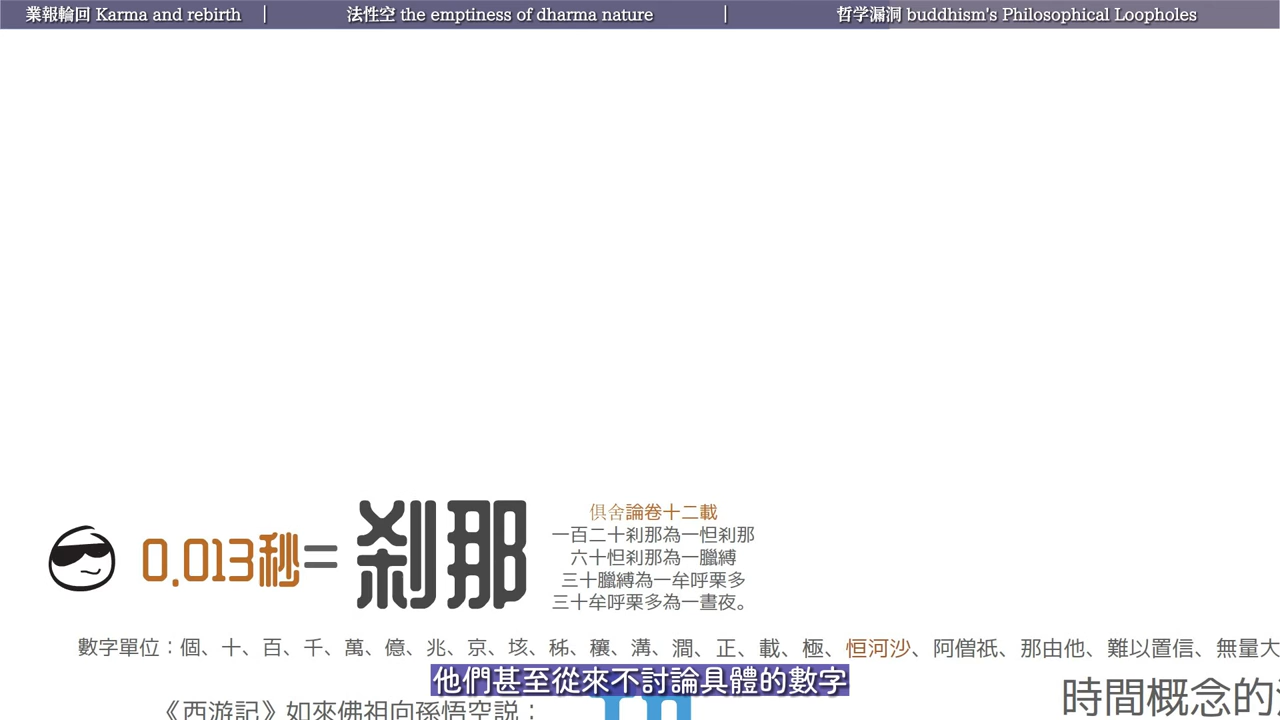 業報輪回 Karma and rebirth | 法性空 the emptiness of dharma nature | 哲学漏洞 buddhism's Philosophical Loopholes
0.013秒=刹那
俱舍論卷十二載
一百二十刹那為一怛刹那
六十怛刹那為一臘縛
三十臘縛為一牟呼栗多
三十牟呼栗多為一晝夜。
數字單位：個、十、百、千、萬、億、兆、京、垓、秭、穰、溝、澗、正、載、極、恒河沙、阿僧祇、那由他、難以置信、無量大
他們甚至從來不討論具體的數字
時間概念的
《西游記》如來佛祖向孫悟空説：